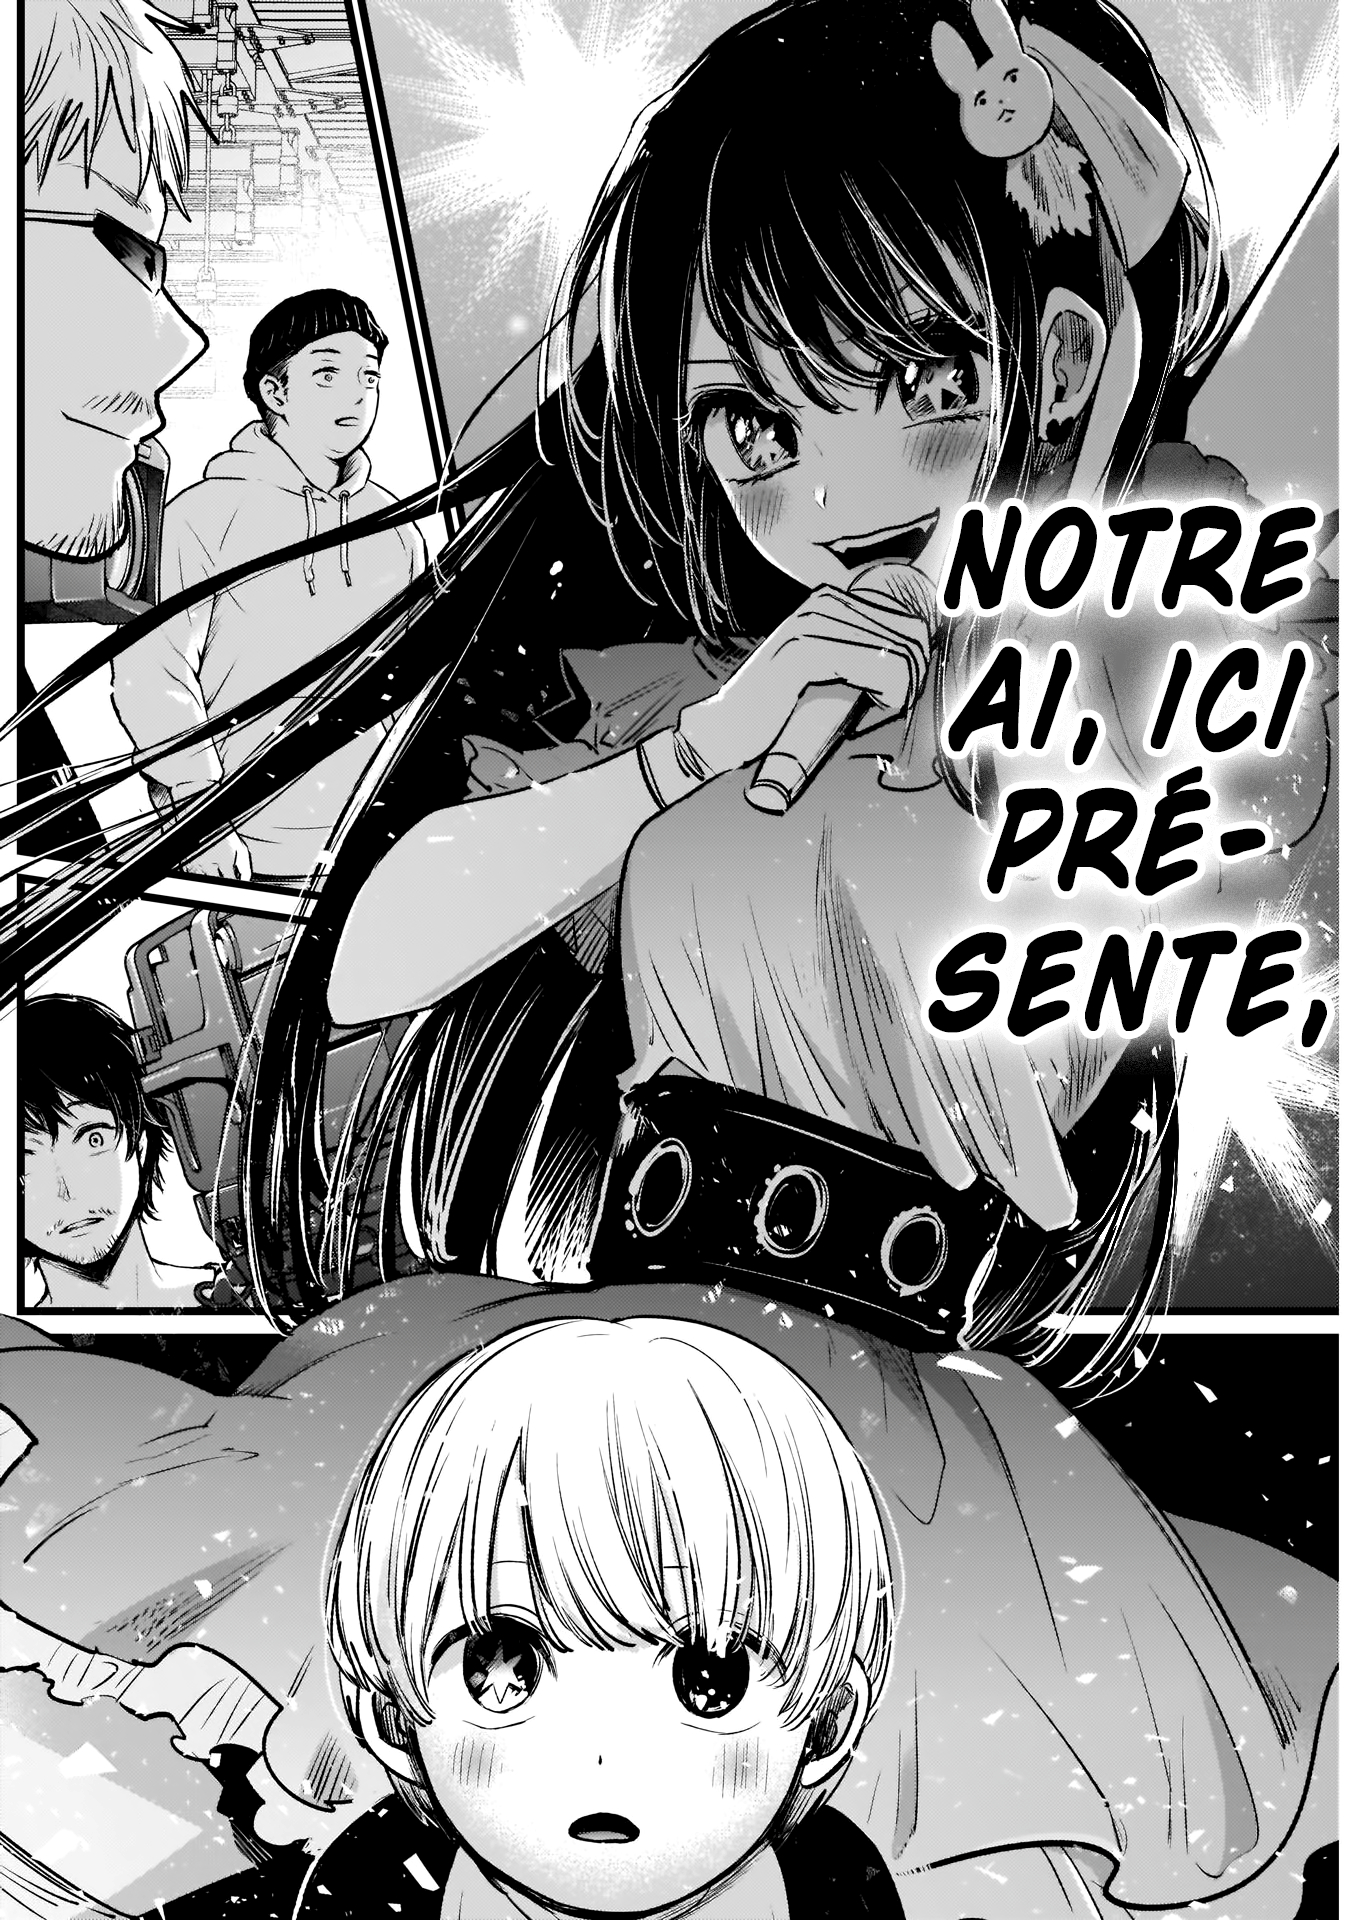 NOTRE
AI, ICI
PRÉ-
SENTE,